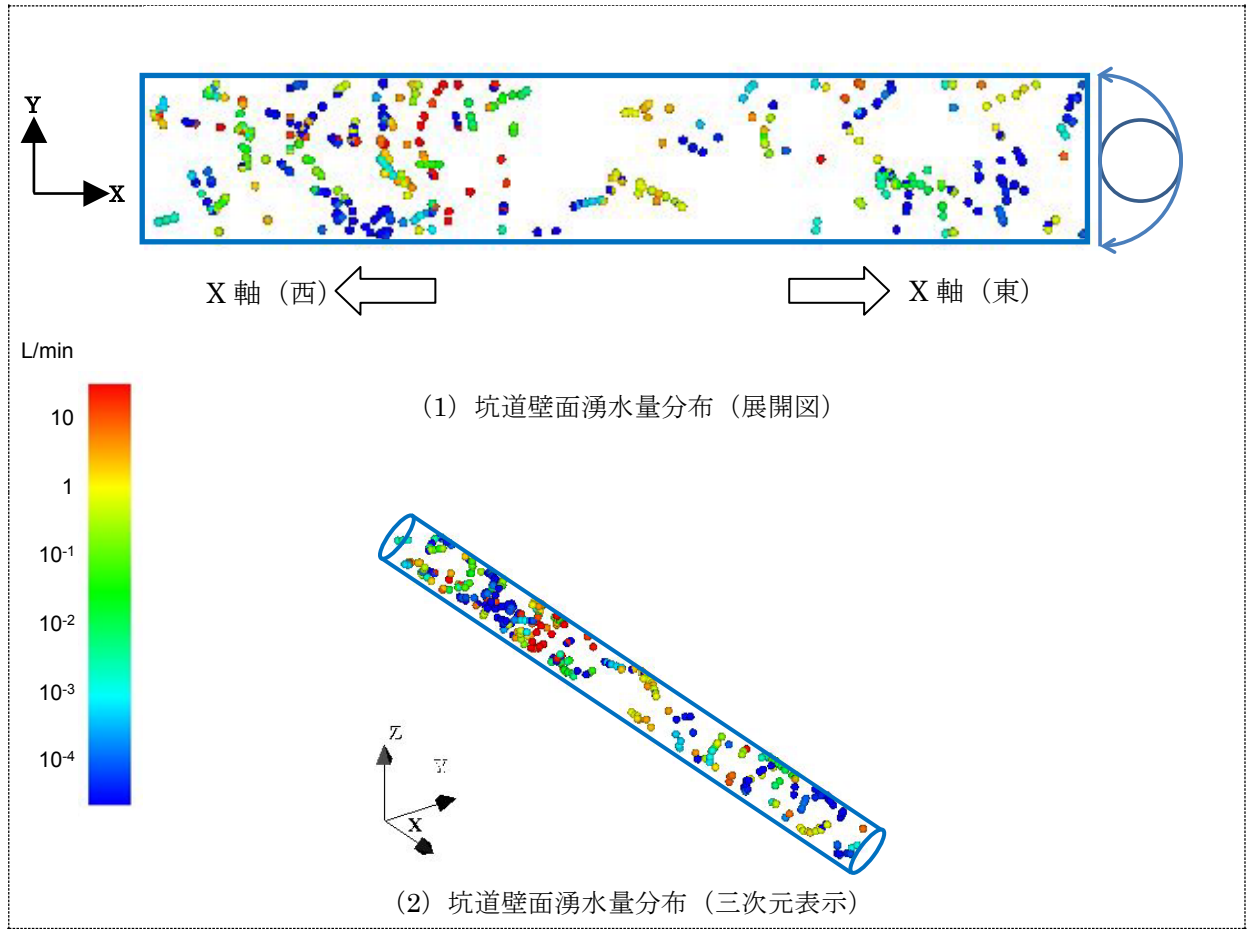 Y
X
X 軸（西）
X 軸（東）
L/min
（1）坑道壁面湧水量分布（展開図）
10
1
10-1
10-2
10-3
10-4
Z
Y
X
（2）坑道壁面湧水量分布（三次元表示）